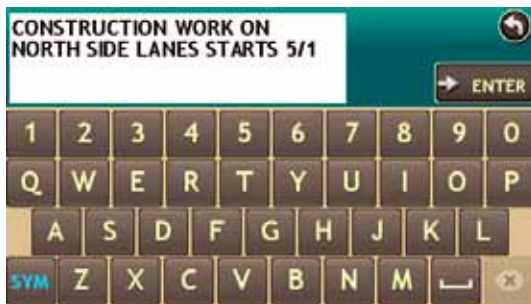 CONSTRUCTION WORK ON
NORTH SIDE LANES STARTS 5/1
ENTER
1 2 3 4 5 6 7 8 9 0
Q W E R T Y U I O P
A S D F G H J K L
SYM Z X C V B N M